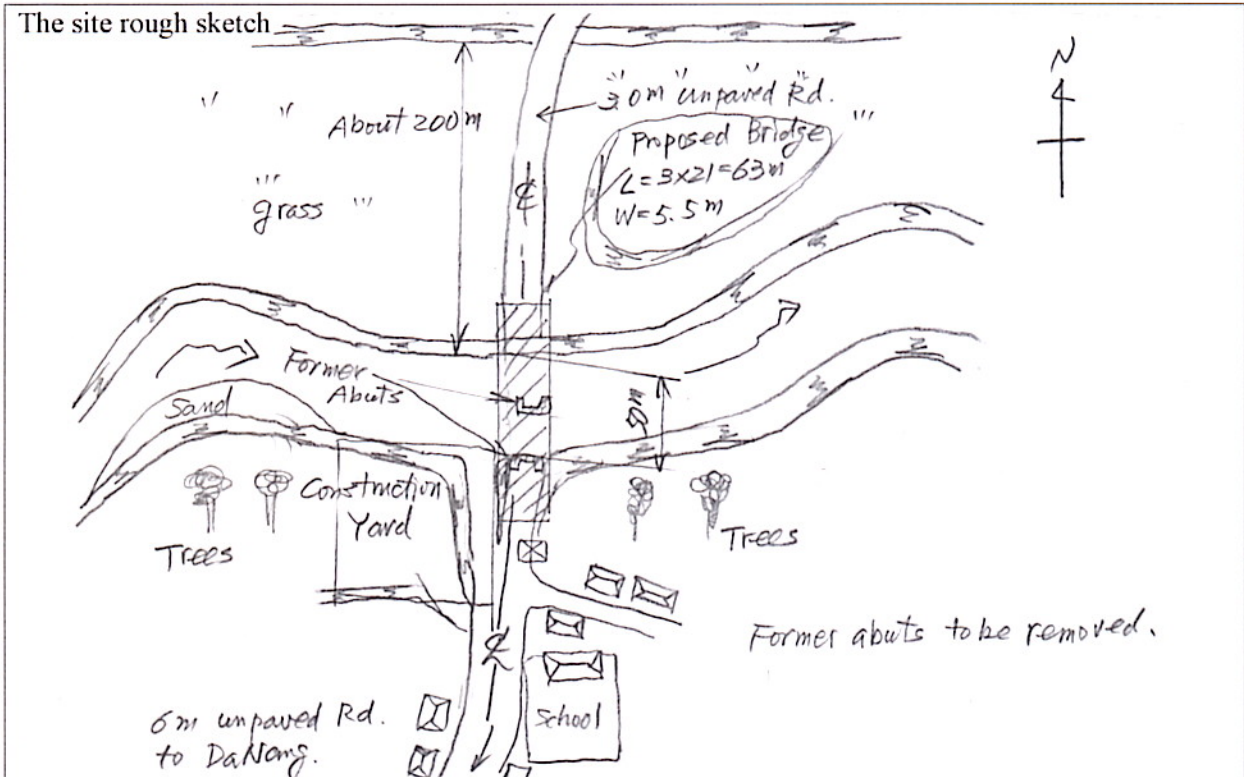 The site rough sketch
N
3.0m unpaved Rd.
About 200m
Proposed Bridge
L=3x21=63m
W=5.5m
grass
℄
Former
Abuts
Sand
Construction
Yard
Trees
Trees
Former abuts to be removed.
℄
School
6m unpaved Rd.
to DaNang.